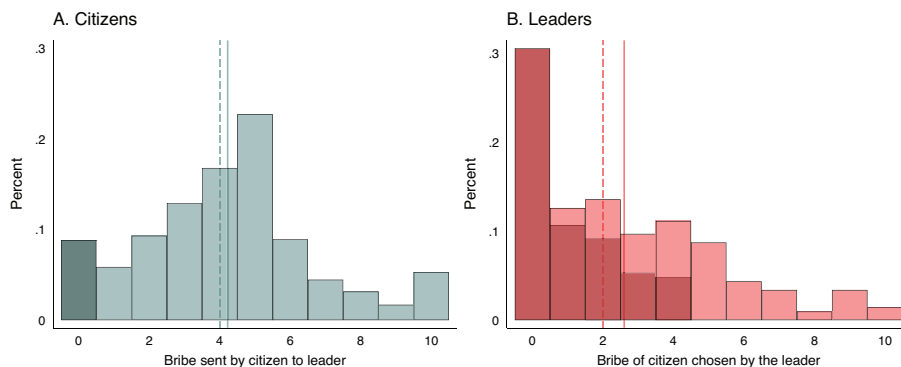 A. Citizens
.3
.2
.1
0
Percent
0 2 4 6 8 10
Bribe sent by citizen to leader
B. Leaders
.3
.2
.1
0
Percent
0 2 4 6 8 10
Bribe of citizen chosen by the leader